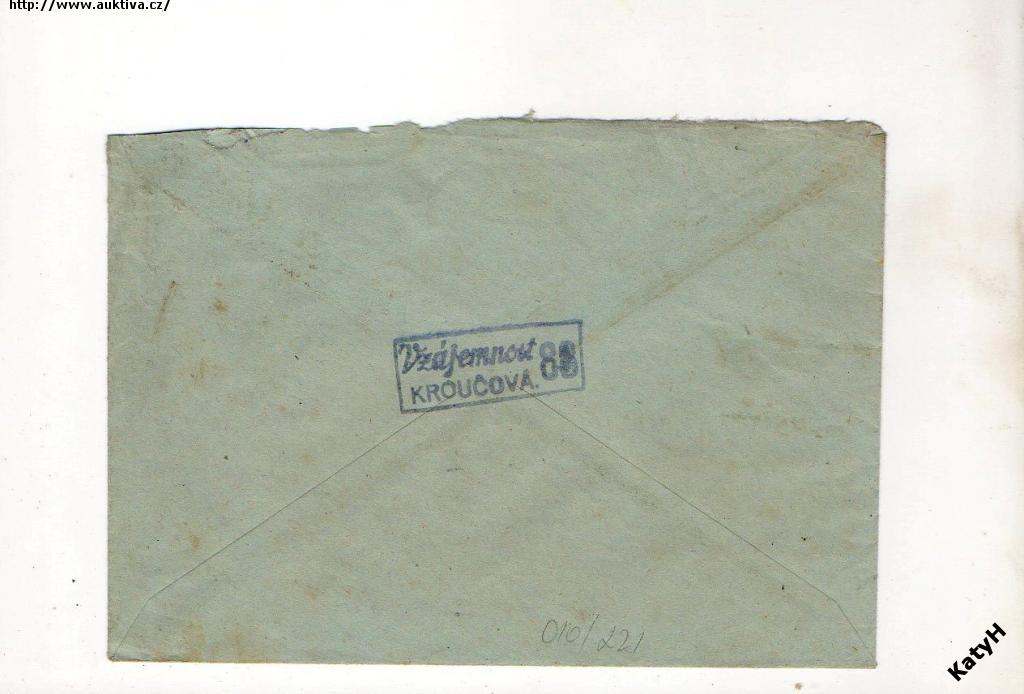 http://www.auktiva.cz/
Vzájemnost
KROUČOVÁ.
88
010/221
KatyH